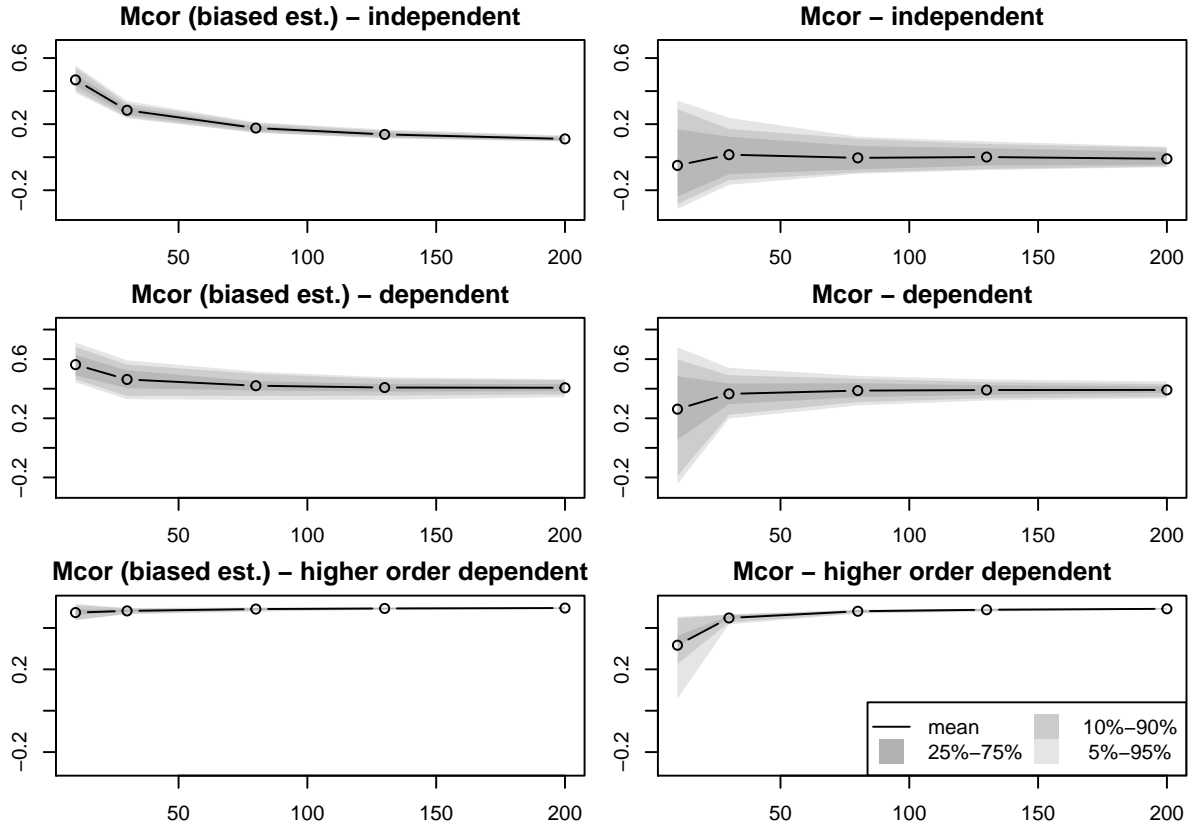 Mcor (biased est.) – independent
0.6
0.2
−0.2
50 100 150 200
Mcor – independent
0.6
0.2
−0.2
50 100 150 200
Mcor (biased est.) – dependent
0.6
0.2
−0.2
50 100 150 200
Mcor – dependent
0.6
0.2
−0.2
50 100 150 200
Mcor (biased est.) – higher order dependent
0.2
−0.2
50 100 150 200
Mcor – higher order dependent
0.2
−0.2
50 100 150 200
mean 10%−90%
25%−75% 5%−95%